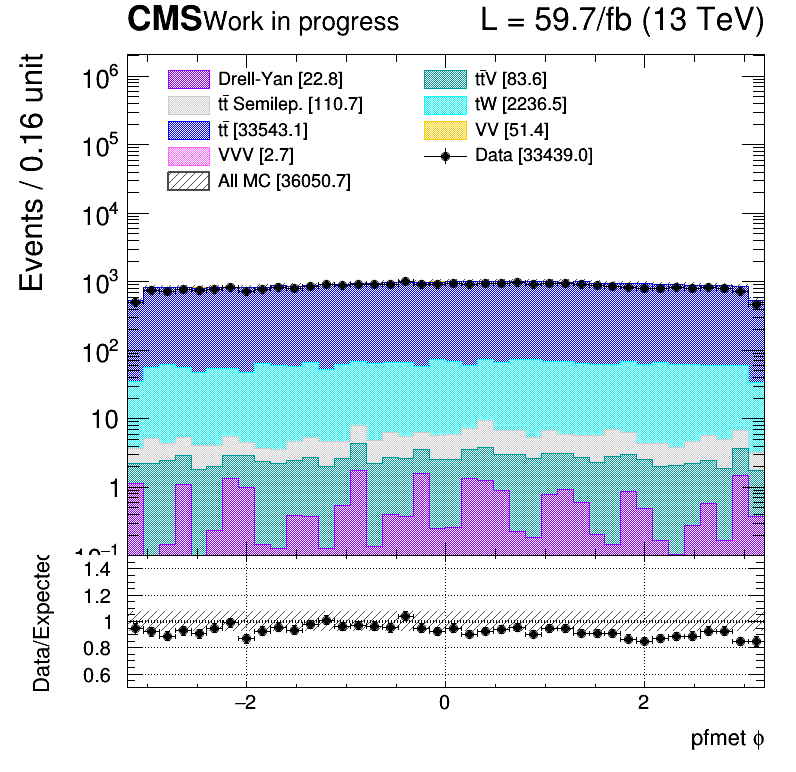 CMS Work in progress L = 59.7/fb (13 TeV)
Events / 0.16 unit
Drell-Yan [22.8]
tt̄ Semilep. [110.7]
tt̄ [33543.1]
VVV [2.7]
All MC [36050.7]
tt̄V [83.6]
tW [2236.5]
VV [51.4]
Data [33439.0]
10⁶
10⁵
10⁴
10³
10²
10
1
10⁻¹
Data/Expected
1.4
1.2
1
0.8
0.6
−2 0 2
pfmet ϕ